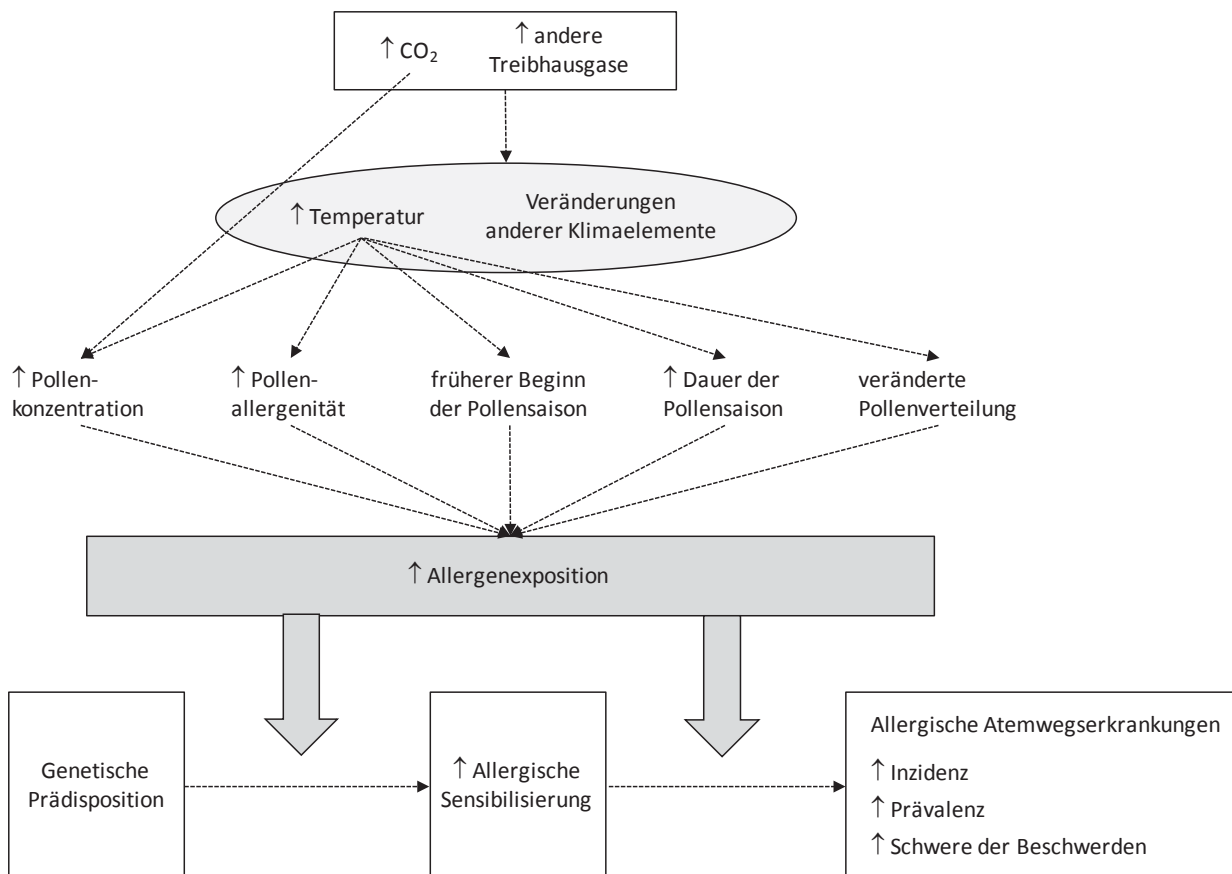 ↑ CO₂
↑ andere
Treibhausgase
↑ Temperatur
Veränderungen
anderer Klimaelemente
↑ Pollen-
konzentration
↑ Pollen-
allergenität
früherer Beginn
der Pollensaison
↑ Dauer der
Pollensaison
veränderte
Pollenverteilung
↑ Allergenexposition
Genetische
Prädisposition
↑ Allergische
Sensibilisierung
Allergische Atemwegserkrankungen
↑ Inzidenz
↑ Prävalenz
↑ Schwere der Beschwerden